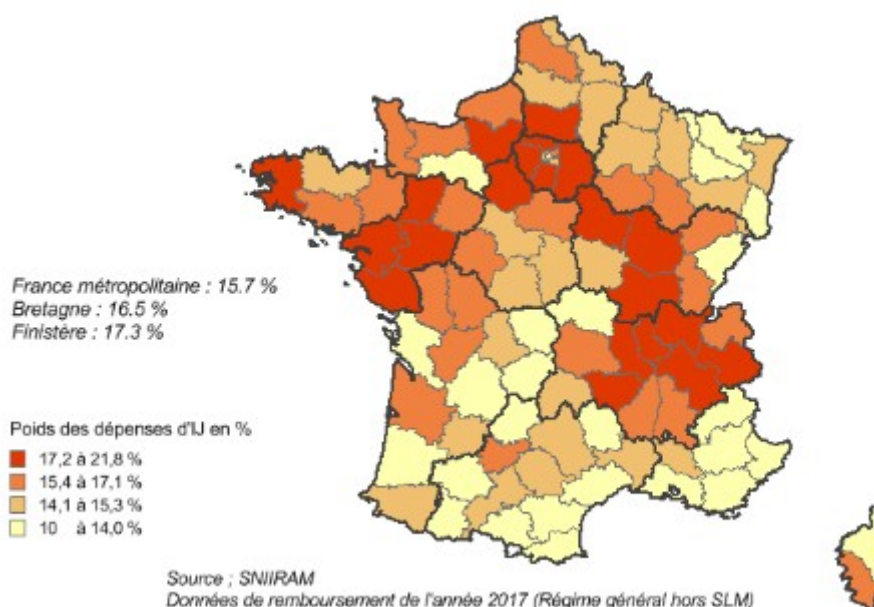 France métropolitaine : 15.7 %
Bretagne : 16.5 %
Finistère : 17.3 %
Poids des dépenses d'IJ en %
17,2 à 21,8 %
15,4 à 17,1 %
14,1 à 15,3 %
10 à 14,0 %
Source ; SNIIRAM
Données de remboursement de l'année 2017 (Régime général hors SLM)